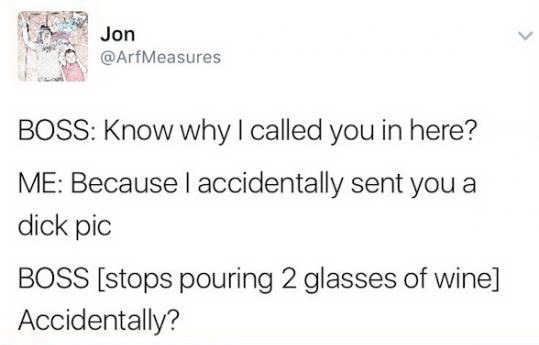 Jon
@ArfMeasures
BOSS: Know why I called you in here?
ME: Because I accidentally sent you a
dick pic
BOSS [stops pouring 2 glasses of wine]
Accidentally?